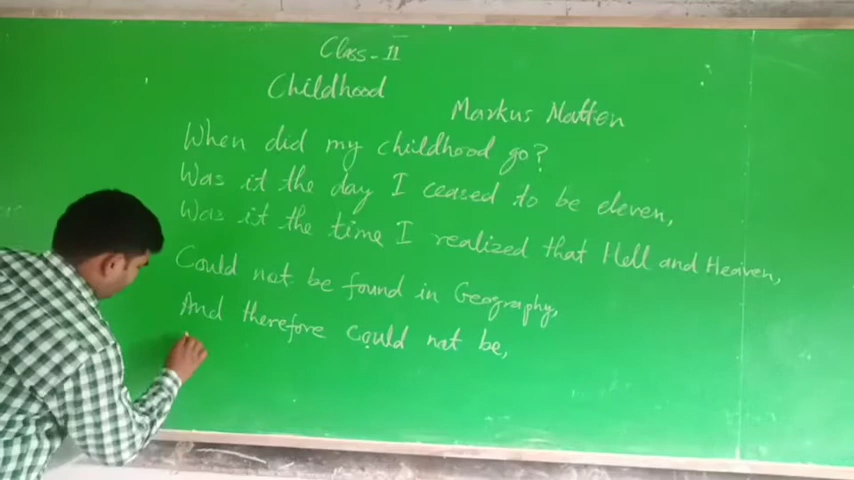 Class-11
Childhood
Markus Natten
When did my childhood go?
Was it the day I ceased to be eleven,
Was it the time I realized that Hell and Heaven,
Could not be found in Geography,
And therefore could not be,